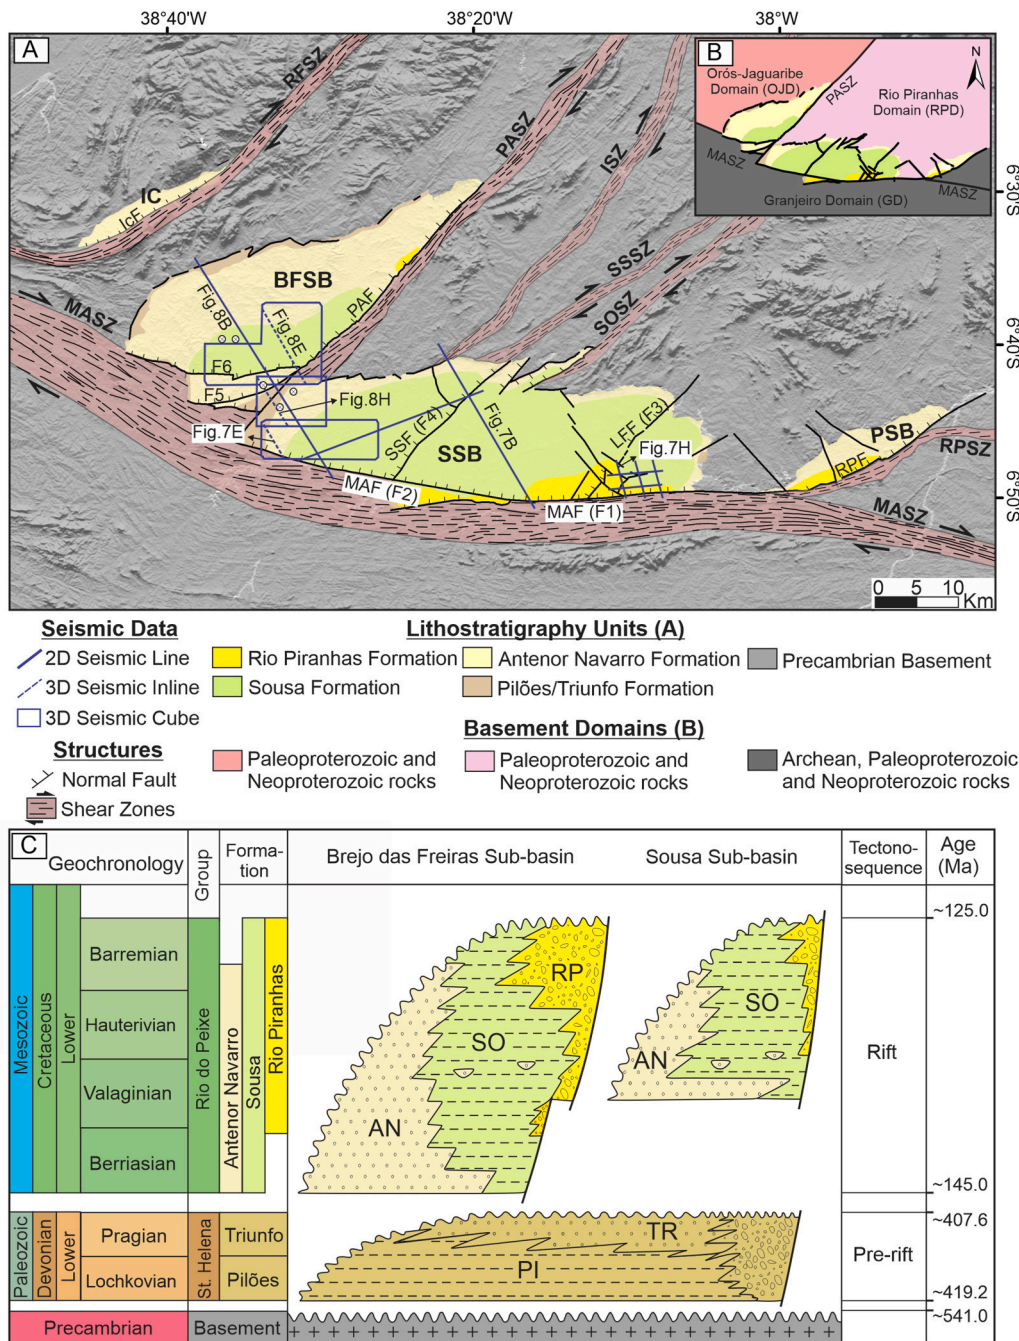 38°40'W
38°20'W
38°W
A
B
N
Orós-Jaguaribe
Domain (OJD)
PASZ
Rio Piranhas
Domain (RPD)
MASZ
MASZ
Granjeiro Domain (GD)
RFSZ
PASZ
ISZ
IC
IcF
6°30'S
BFSB
SSSZ
MASZ
Fig.8B
Fig.8E
PAF
SOSZ
6°40'S
F6
F5
Fig.8H
Fig.7E
SSF (F4)
Fig.7B
LFF (F3)
SSB
Fig.7H
PSB
RPF
RPSZ
MAF (F2)
MAF (F1)
MASZ
6°50'S
0 5 10
Km
Seismic Data
2D Seismic Line
3D Seismic Inline
3D Seismic Cube
Lithostratigraphy Units (A)
Rio Piranhas Formation
Antenor Navarro Formation
Precambrian Basement
Sousa Formation
Pilões/Triunfo Formation
Structures
Normal Fault
Shear Zones
Basement Domains (B)
Paleoproterozoic and
Neoproterozoic rocks
Paleoproterozoic and
Neoproterozoic rocks
Archean, Paleoproterozoic
and Neoproterozoic rocks
C
Geochronology
Group
Forma-
tion
Brejo das Freiras Sub-basin
Sousa Sub-basin
Tectono-
sequence
Age
(Ma)
Mesozoic
Cretaceous
Lower
Barremian
Hauterivian
Valaginian
Berriasian
Rio do Peixe
Antenor Navarro
Sousa
Rio Piranhas
RP
SO
AN
SO
AN
Rift
~125.0
~145.0
Paleozoic
Devonian
Lower
Pragian
Lochkovian
St. Helena
Triunfo
Pilões
TR
PI
Pre-rift
~407.6
~419.2
~541.0
Precambrian
Basement